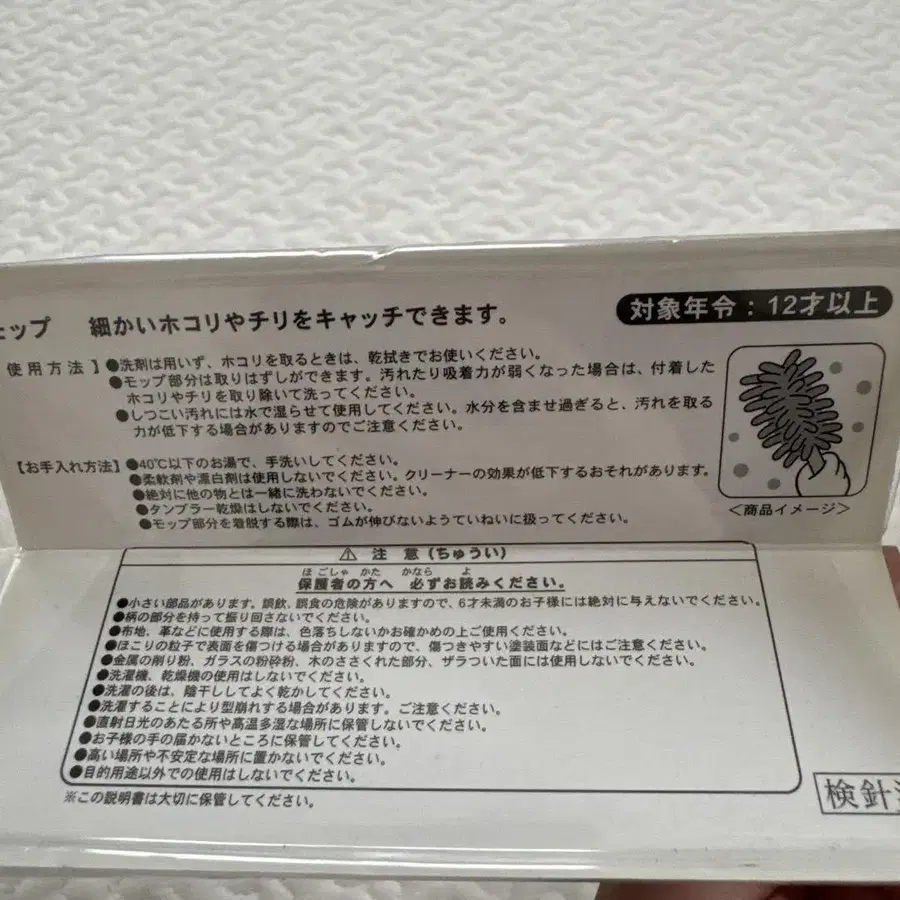 モップ 細かいホコリやチリをキャッチできます。
対象年令：12才以上
使用方法】●洗剤は用いず、ホコリを取るときは、乾拭きでお使いください。
●モップ部分は取りはずしができます。汚れたり吸着力が弱くなった場合は、付着した
ホコリやチリを取り除いて洗ってください。
●しつこい汚れには水で湿らせて使用してください。水分を含ませ過ぎると、汚れを取る
力が低下する場合がありますのでご注意ください。
【お手入れ方法】●40℃以下のお湯で、手洗いしてください。
●柔軟剤や漂白剤は使用しないでください。クリーナーの効果が低下するおそれがあります。
●絶対に他の物とは一緒に洗わないでください。
●タンブラー乾燥はしないでください。
●モップ部分を着脱する際は、ゴムが伸びないようていねいに扱ってください。
＜商品イメージ＞
⚠ 注意(ちゅうい)
ほごしゃ かた かなら よ
保護者の方へ 必ずお読みください。
●小さい部品があります。誤飲、誤食の危険がありますので、6才未満のお子様には絶対に与えないでください。
●柄の部分を持って振り回さないでください。
●布地、革などに使用する際は、色落ちしないかお確かめの上ご使用ください。
●ほこりの粒子で表面を傷つける場合がありますので、傷つきやすい塗装面などにはご注意ください。
●金属の削り粉、ガラスの粉砕粉、木のささくれた部分、ザラついた面には使用しないでください。
●洗濯機、乾燥機の使用はしないでください。
●洗濯の後は、陰干ししてよく乾かしてください。
●洗濯することにより型崩れする場合があります。ご注意ください。
●直射日光のあたる所や高温多湿な場所に保管しないでください。
●お子様の手の届かないところに保管してください。
●高い場所や不安定な場所に置かないでください。
●目的用途以外での使用はしないでください。
※この説明書は大切に保管してください。
検針